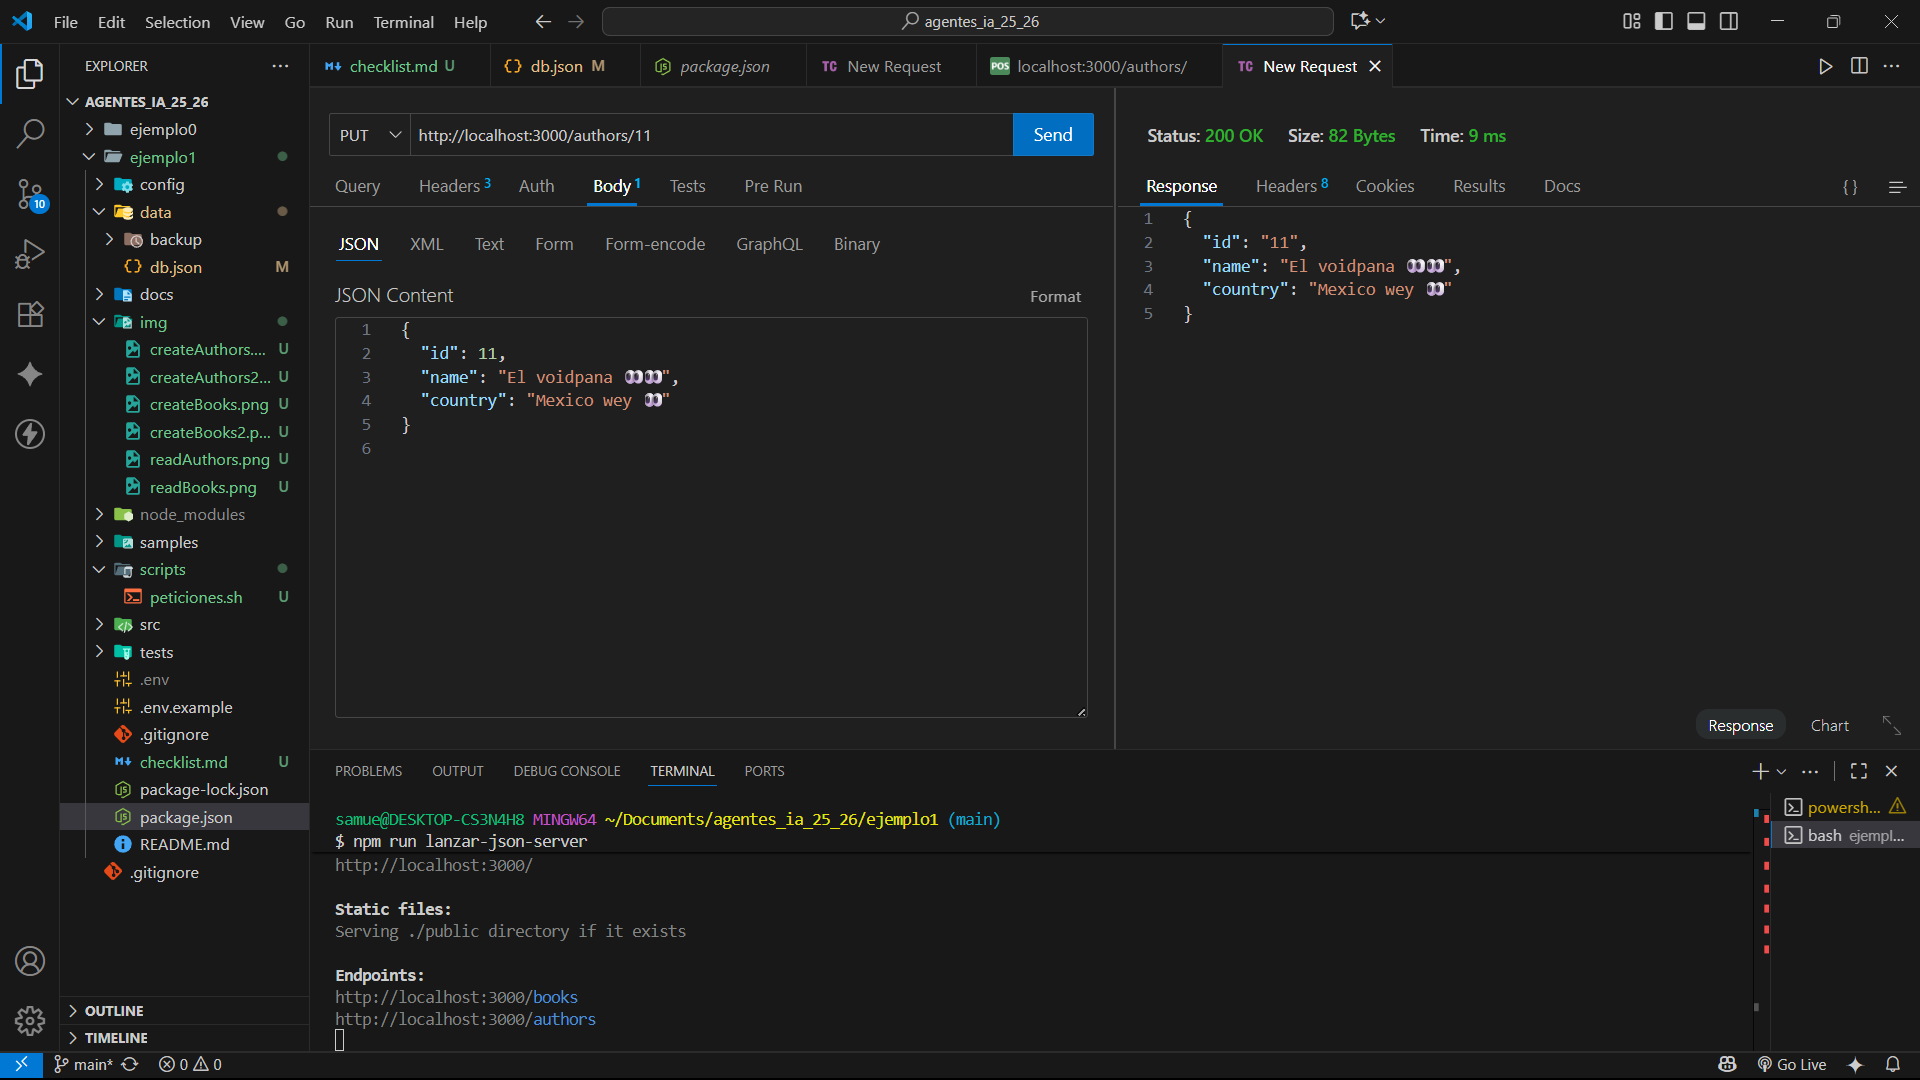 File Edit Selection View Go Run Terminal Help
agentes_ia_25_26
EXPLORER
AGENTES_IA_25_26
ejemplo0
ejemplo1
config
data
backup
db.json M
docs
img
createAuthors.... U
createAuthors2... U
createBooks.png U
createBooks2.p... U
readAuthors.png U
readBooks.png U
node_modules
samples
scripts
peticiones.sh U
src
tests
.env
.env.example
.gitignore
checklist.md U
package-lock.json
package.json
README.md
.gitignore
OUTLINE
TIMELINE
10
checklist.md U
db.json M
package.json
TC New Request
POS localhost:3000/authors/
TC New Request
PUT http://localhost:3000/authors/11 Send
Query Headers 3 Auth Body 1 Tests Pre Run
JSON XML Text Form Form-encode GraphQL Binary
JSON Content Format
1 {
2 "id": 11,
3 "name": "El voidpana 👀👀",
4 "country": "Mexico wey 👀"
5 }
6
Status: 200 OK Size: 82 Bytes Time: 9 ms
Response Headers 8 Cookies Results Docs {}
1 {
2 "id": "11",
3 "name": "El voidpana 👀👀",
4 "country": "Mexico wey 👀"
5 }
Response Chart
PROBLEMS OUTPUT DEBUG CONSOLE TERMINAL PORTS
samue@DESKTOP-CS3N4H8 MINGW64 ~/Documents/agentes_ia_25_26/ejemplo1 (main)
$ npm run lanzar-json-server
http://localhost:3000/
Static files:
Serving ./public directory if it exists
Endpoints:
http://localhost:3000/books
http://localhost:3000/authors
powersh...
bash ejempl...
main* 0 0 Go Live